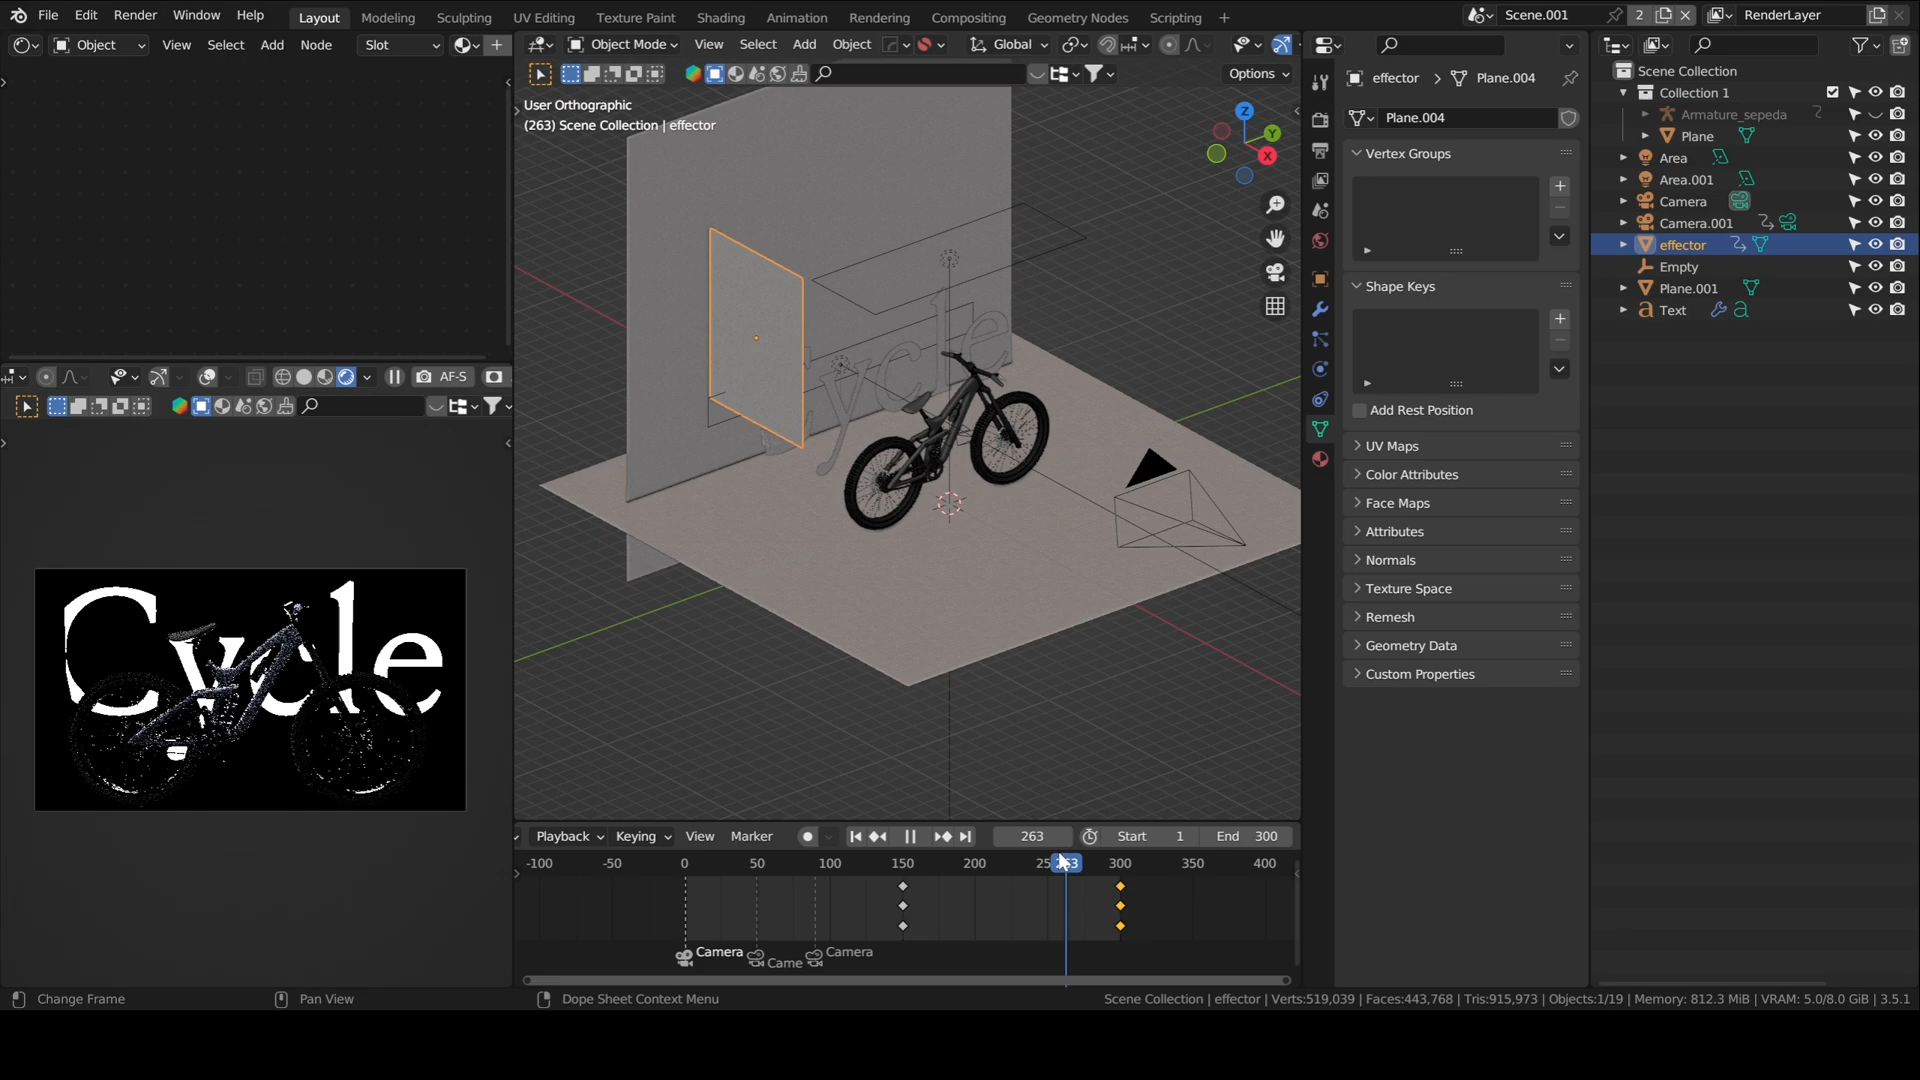 File Edit Render Window Help Layout Modeling Sculpting UV Editing Texture Paint Shading Animation Rendering Compositing Geometry Nodes Scripting + Scene.001 2 RenderLayer
Object View Select Add Node Slot
Object Mode View Select Add Object Global
Options
User Orthographic
(263) Scene Collection | effector
Z
Y
X
AF-S
Cycle
ycle
Playback Keying View Marker 263 Start 1 End 300
-100 -50 0 50 100 150 200 25 263 300 350 400
Camera Came Camera
effector > Plane.004
Plane.004
Vertex Groups
Shape Keys
Add Rest Position
UV Maps
Color Attributes
Face Maps
Attributes
Normals
Texture Space
Remesh
Geometry Data
Custom Properties
Scene Collection
Collection 1
Armature_sepeda
Plane
Area
Area.001
Camera
Camera.001
effector
Empty
Plane.001
Text
Change Frame Pan View Dope Sheet Context Menu Scene Collection | effector | Verts:519,039 | Faces:443,768 | Tris:915,973 | Objects:1/19 | Memory: 812.3 MiB | VRAM: 5.0/8.0 GiB | 3.5.1